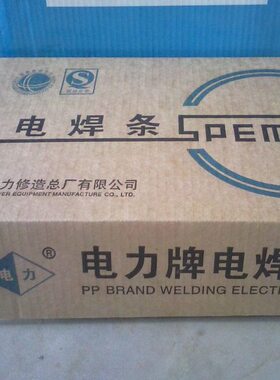 电焊条 SPEM
力修造总厂有限公司
ER EQUIPMENT MANUFACTURE CO., LTD.
电力 ® 电力牌电焊
PP BRAND WELDING ELECT